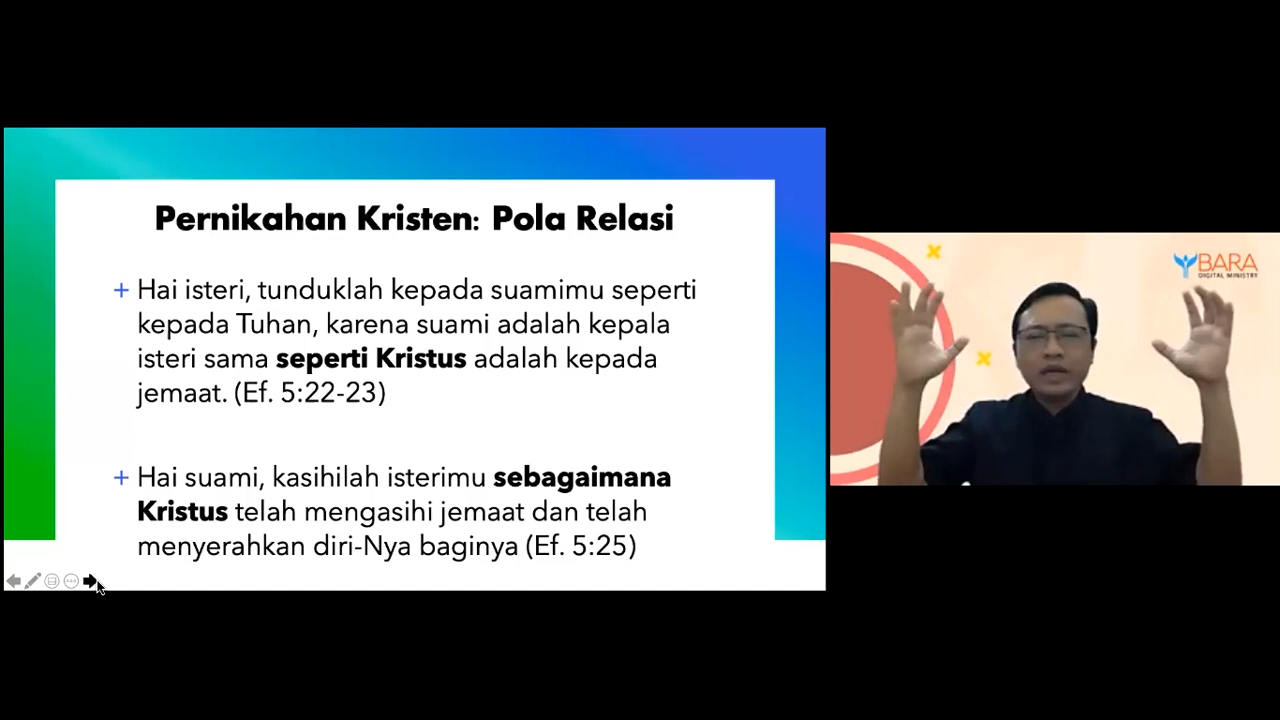 Pernikahan Kristen: Pola Relasi
+ Hai isteri, tunduklah kepada suamimu seperti
kepada Tuhan, karena suami adalah kepala
isteri sama seperti Kristus adalah kepada
jemaat. (Ef. 5:22-23)
+ Hai suami, kasihilah isterimu sebagaimana
Kristus telah mengasihi jemaat dan telah
menyerahkan diri-Nya baginya (Ef. 5:25)
BARA
DIGITAL MINISTRY